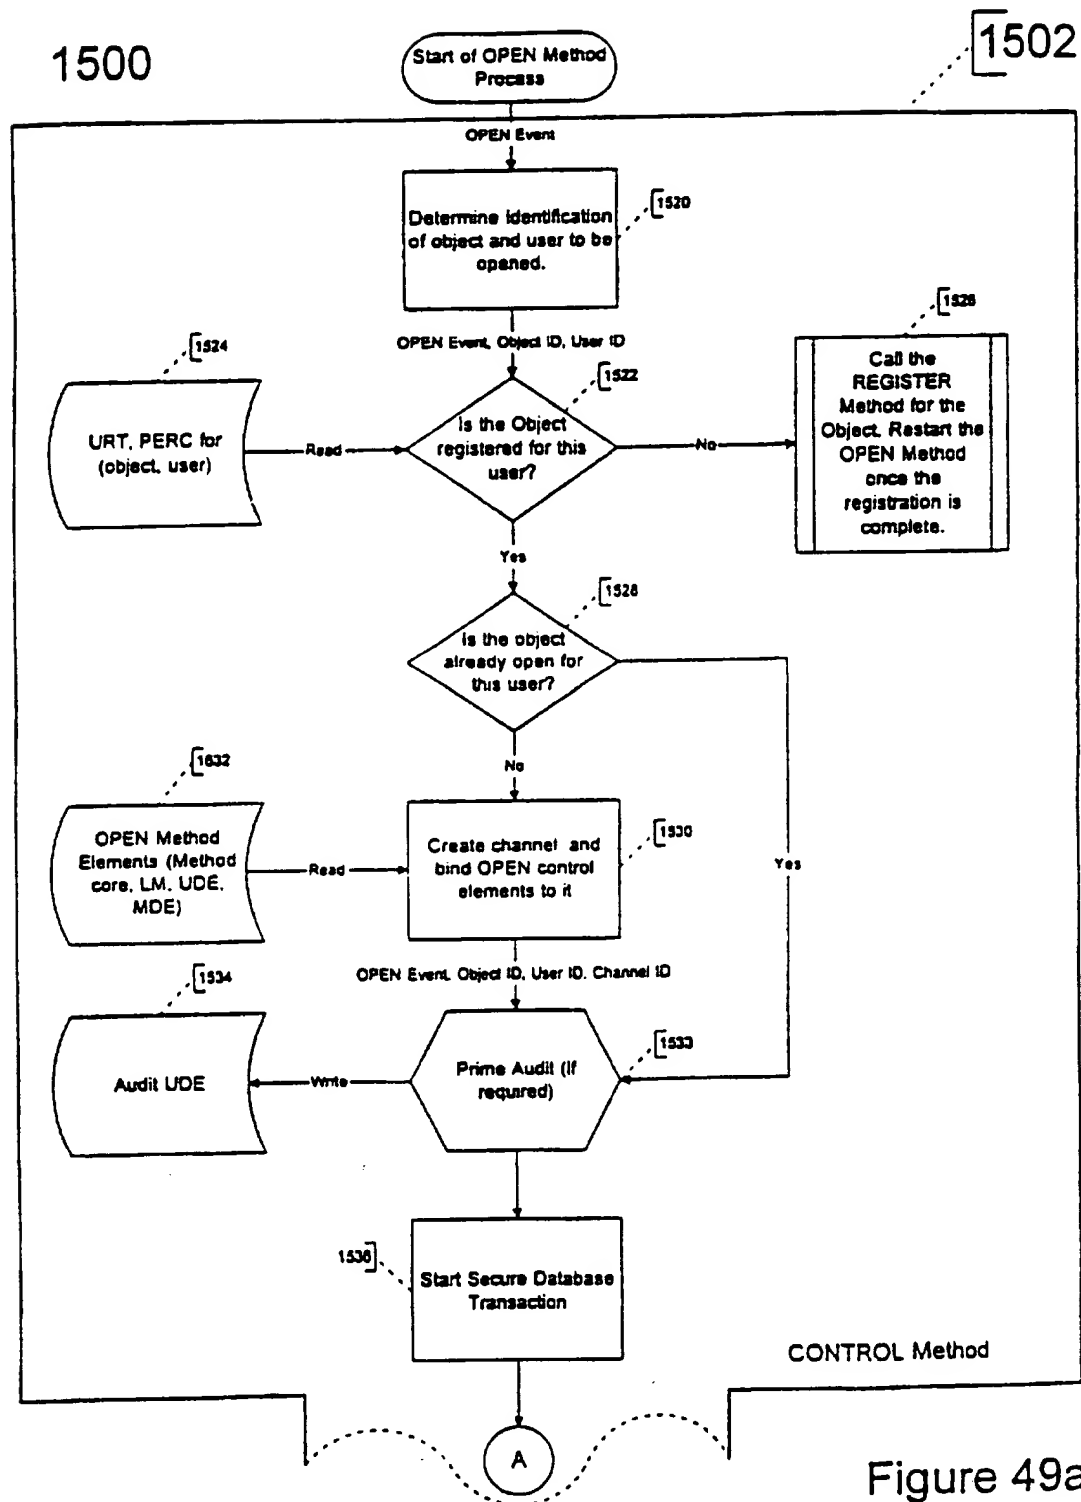 1500
1502
Start of OPEN Method
Process
OPEN Event
1520
Determine identification
of object and user to be
opened.
OPEN Event, Object ID, User ID
1524
1522
1526
URT, PERC for
(object, user)
Read
Is the Object
registered for this
user?
No
Call the
REGISTER
Method for the
Object. Restart the
OPEN Method
once the
registration is
complete.
Yes
1528
Is the object
already open for
this user?
Yes
No
1632
OPEN Method
Elements (Method
core, LM, UDE,
MDE)
Read
1530
Create channel and
bind OPEN control
elements to it
OPEN Event, Object ID, User ID, Channel ID
1534
Audit UDE
Write
1533
Prime Audit (if
required)
1536
Start Secure Database
Transaction
CONTROL Method
A
Figure 49a